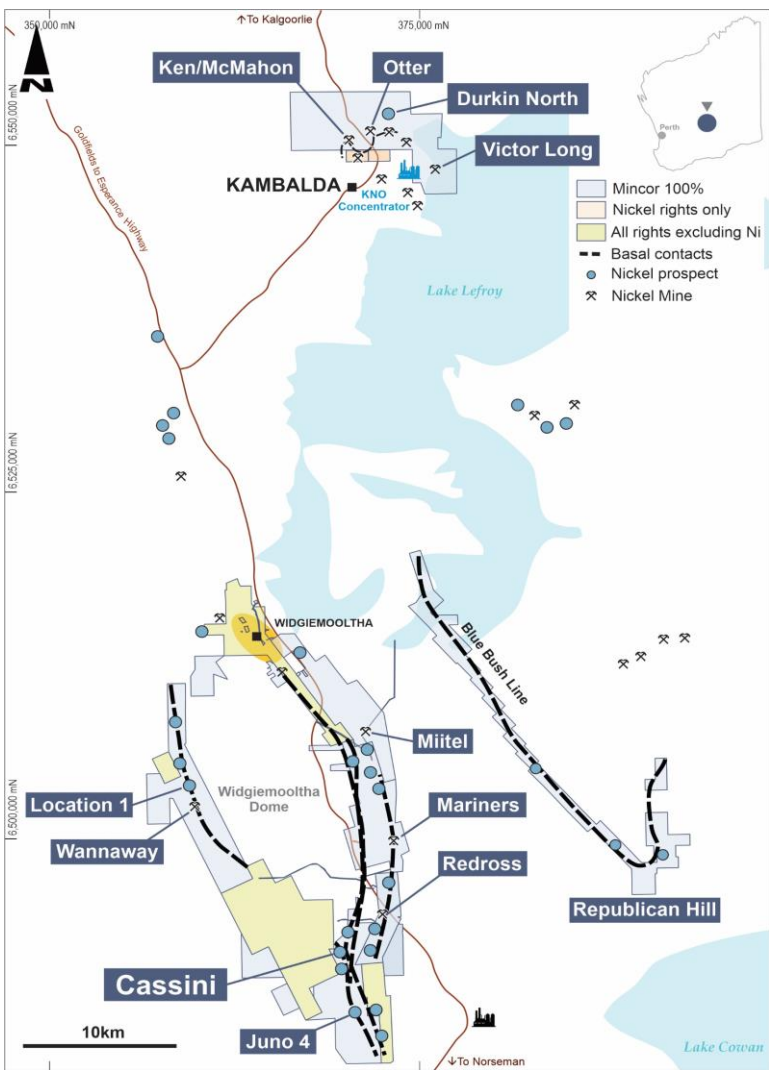 350,000 mN
375,000 mN
↑To Kalgoorlie
Ken/McMahon
Otter
Durkin North
Victor Long
N
6,550,000 mN
Goldfields to Esperance Highway
KAMBALDA
KNO
Concentrator
Perth
Mincor 100%
Nickel rights only
All rights excluding Ni
Basal contacts
Nickel prospect
Nickel Mine
Lake Lefroy
6,525,000 mN
WIDGIEMOOLTHA
Blue Bush Line
Miitel
Location 1
Widgiemooltha
Dome
Mariners
Wannaway
6,500,000 mN
Redross
Republican Hill
Cassini
Juno 4
10km
↓To Norseman
Lake Cowan